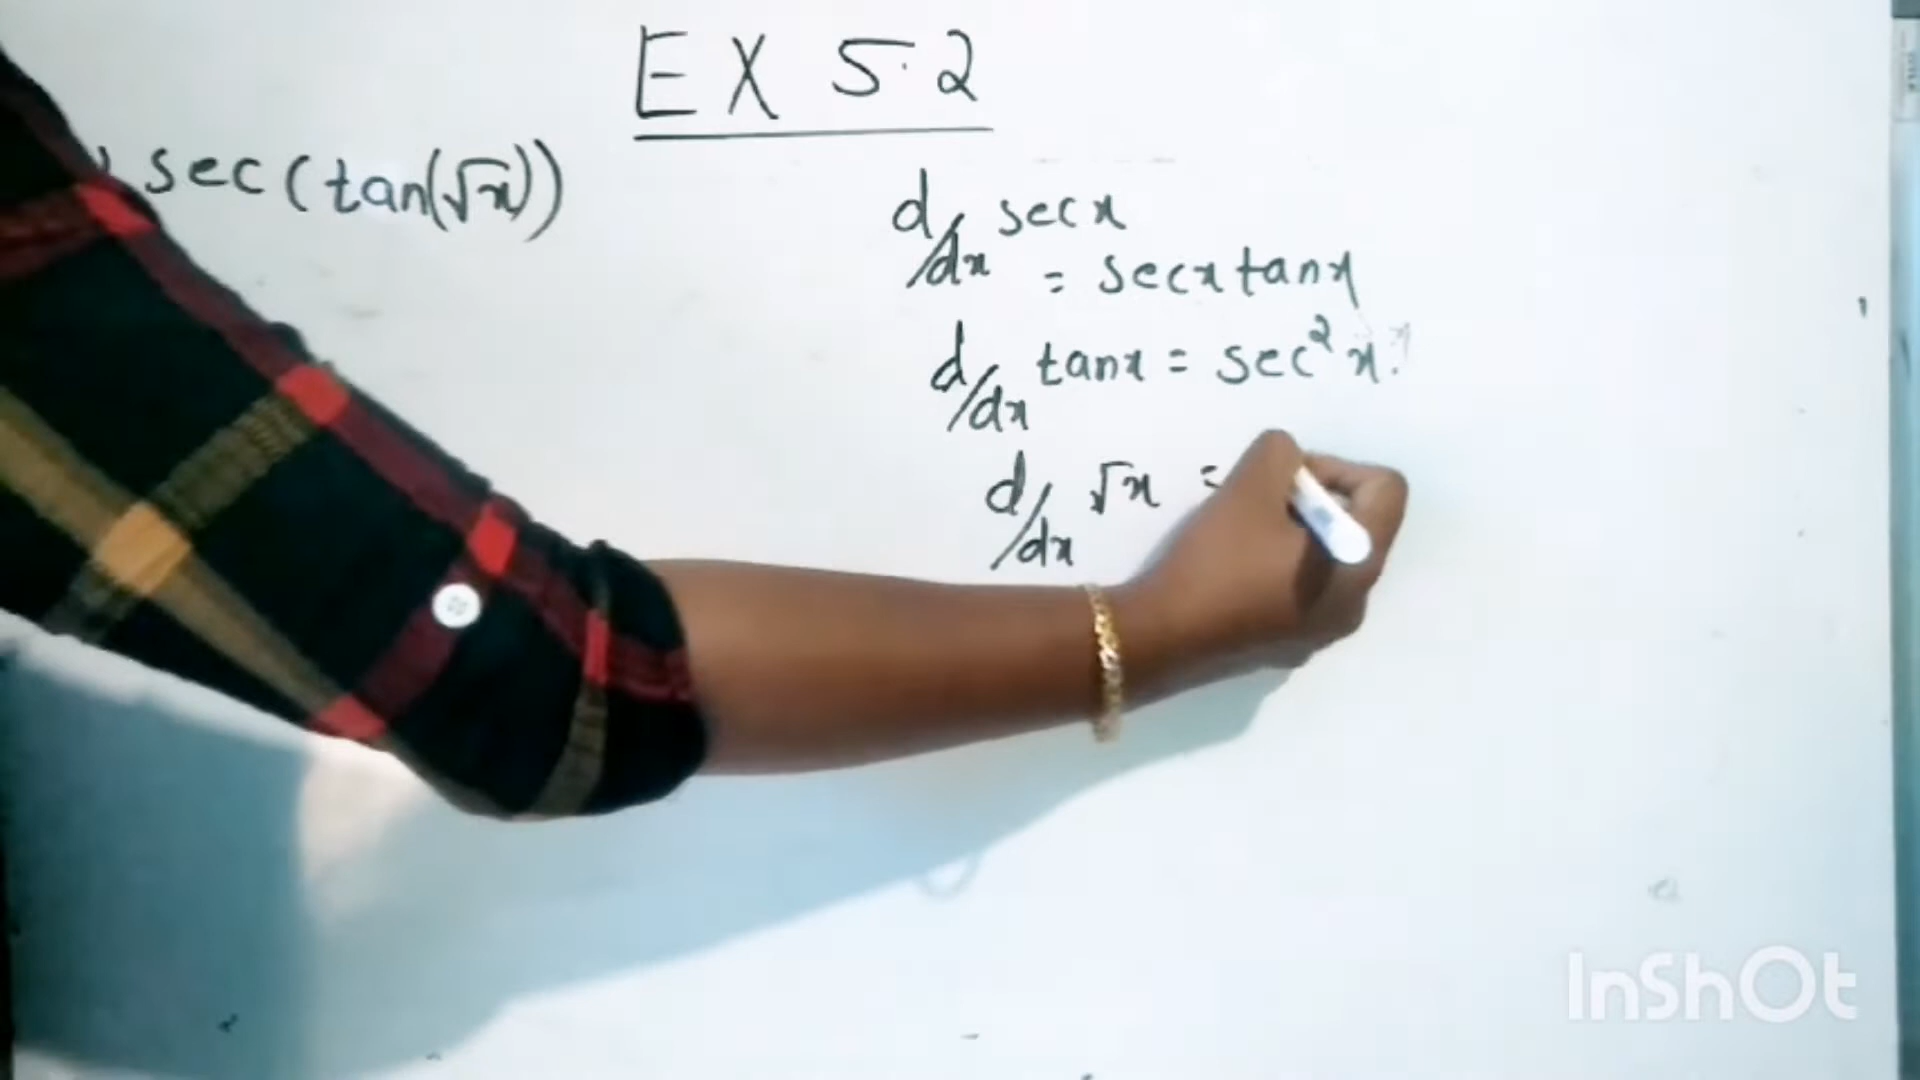 EX 5.2
sec(tan(√x))
d/dx secx
= secx tanx
d/dx tanx = sec²x.
d/dx √x =
InShOt